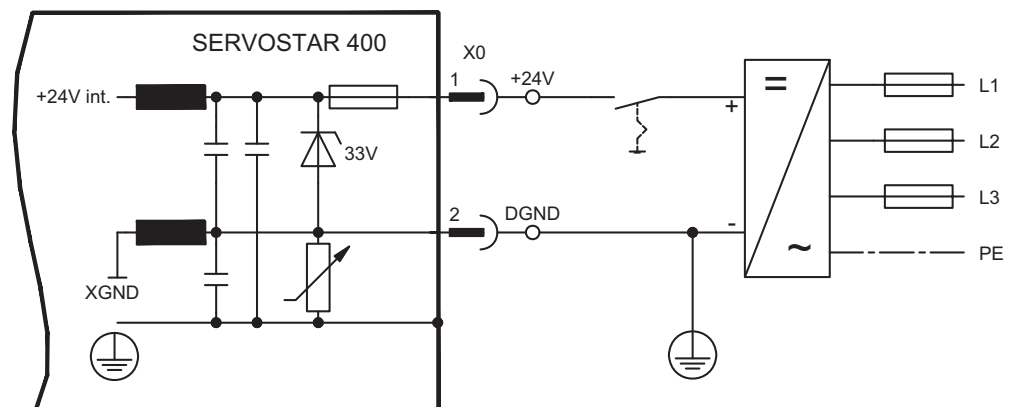 SERVOSTAR 400
X0
+24V int.
1
+24V
33V
2
DGND
XGND
+
-
=
~
L1
L2
L3
PE